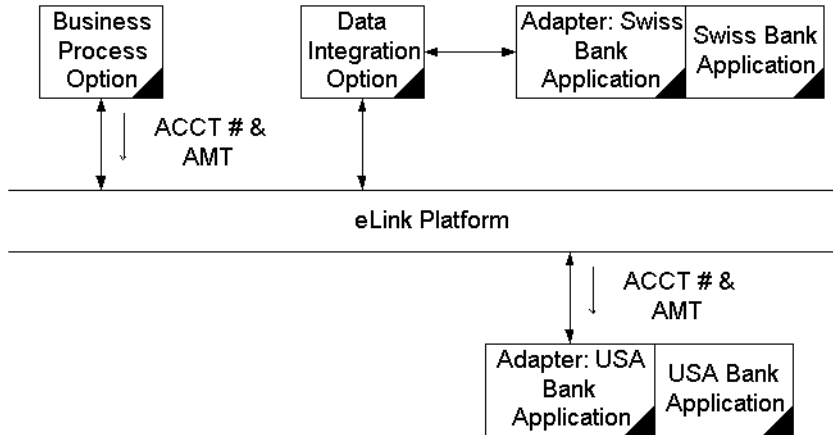 Business
Process
Option
Data
Integration
Option
Adapter: Swiss
Bank
Application
Swiss Bank
Application
ACCT # &
AMT
eLink Platform
ACCT # &
AMT
Adapter: USA
Bank
Application
USA Bank
Application